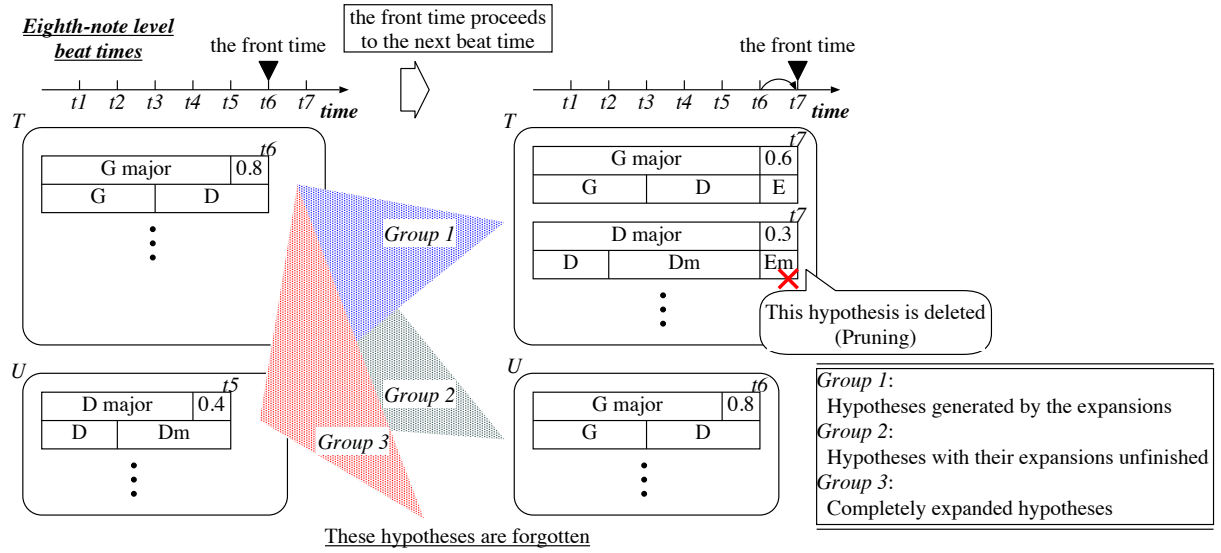 Eighth-note level
beat times
the front time
the front time proceeds
to the next beat time
the front time
t1 t2 t3 t4 t5 t6 t7
time
t1 t2 t3 t4 t5 t6 t7
time
T
t6
G major 0.8
G D
Group 1
Group 2
Group 3
T
t7
G major 0.6
G D E
t7
D major 0.3
D Dm Em
This hypothesis is deleted
(Pruning)
U
t5
D major 0.4
D Dm
U
t6
G major 0.8
G D
These hypotheses are forgotten
Group 1:
Hypotheses generated by the expansions
Group 2:
Hypotheses with their expansions unfinished
Group 3:
Completely expanded hypotheses